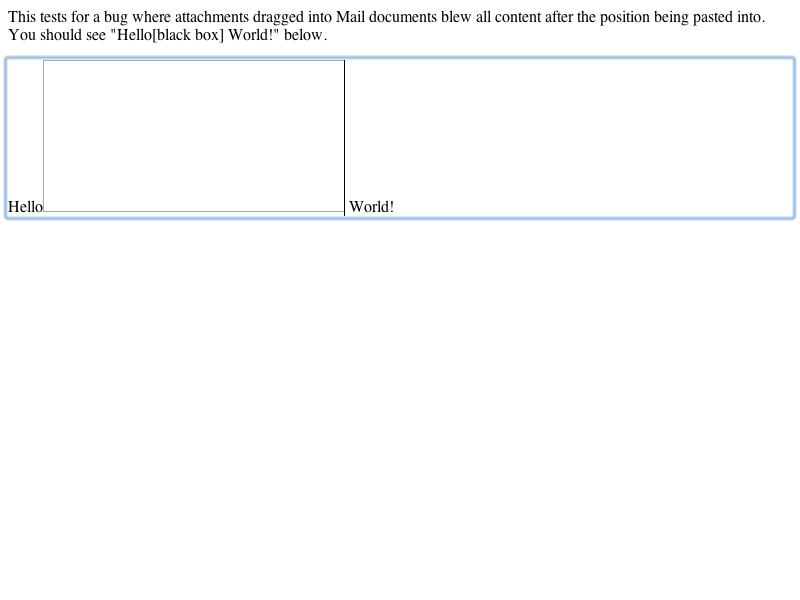 This tests for a bug where attachments dragged into Mail documents blew all content after the position being pasted into.
You should see "Hello[black box] World!" below.
Hello World!